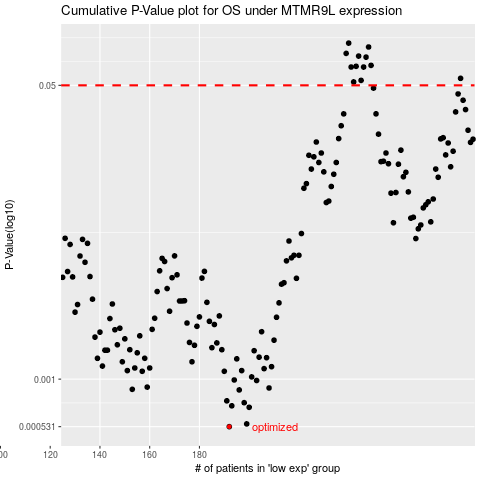 Cumulative P-Value plot for OS under MTMR9L expression
P-Value(log10)
0.05
0.001
0.000531
optimized
00 120 140 160 180
# of patients in 'low exp' group